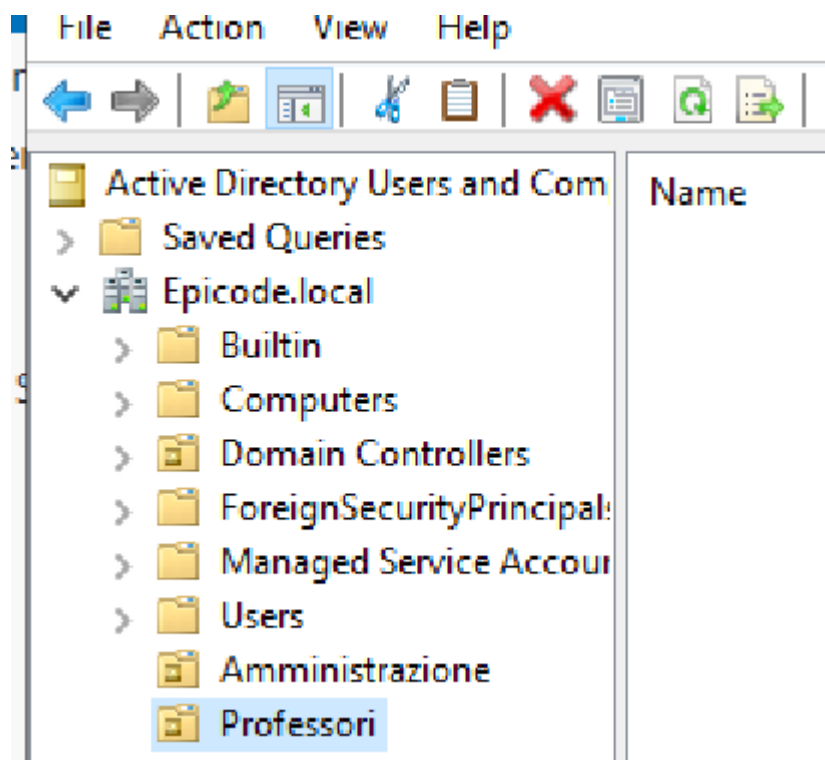 File Action View Help
Active Directory Users and Com
Name
Saved Queries
Epicode.local
Builtin
Computers
Domain Controllers
ForeignSecurityPrincipals
Managed Service Accour
Users
Amministrazione
Professori